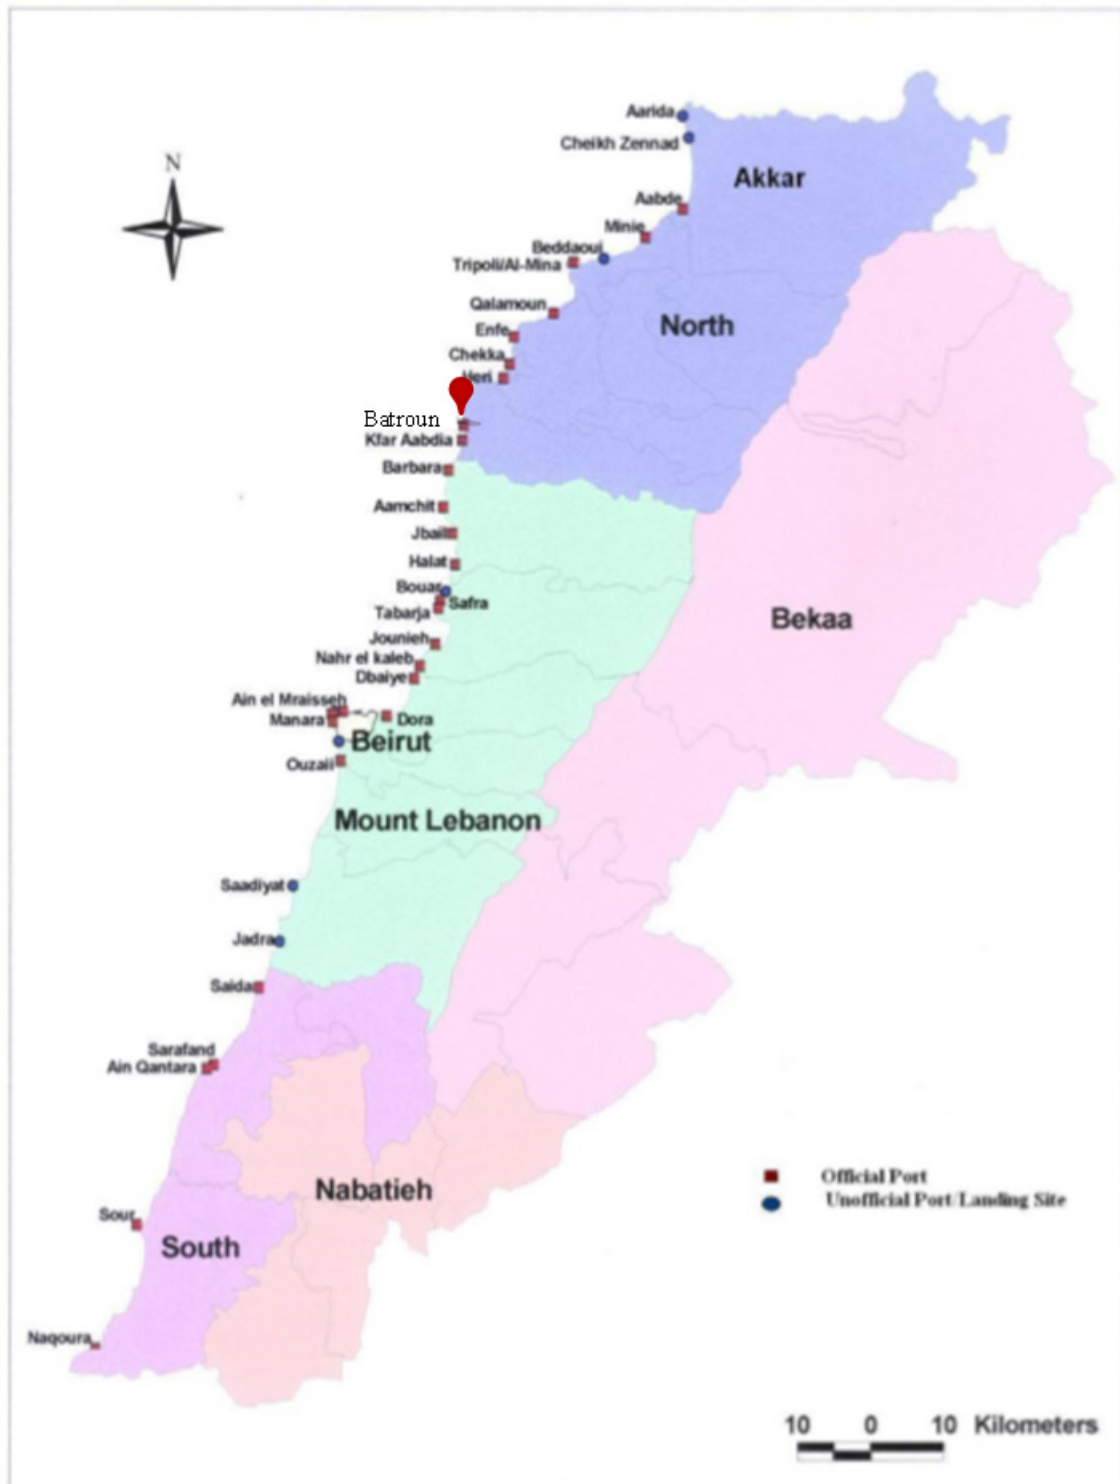 N
Aarida
Cheikh Zennad
Akkar
Aabde
Minie
Beddaoui
Tripoli/Al-Mina
Qalamoun
North
Enfe
Chekka
Heri
Batroun
Kfar Aabdia
Barbara
Aamchit
Jbail
Halat
Bouar
Safra
Tabarja
Bekaa
Jounieh
Nahr el kaleb
Dbaiye
Ain el Mraisseh
Manara
Dora
Beirut
Ouzaii
Mount Lebanon
Saadiyat
Jadra
Saida
Sarafand
Ain Qantara
Official Port
Nabatieh
Unofficial Port/Landing Site
Sour
South
Naqoura
10 0 10 Kilometers